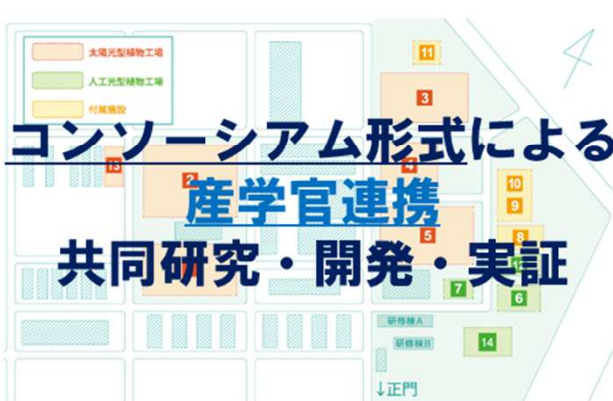 太陽光型植物工場
人工光型植物工場
付属施設
11
3
コンソーシアム形式による
13
2
4
10
産学官連携
9
5
8
共同研究・開発・実証
7
6
研修棟A
研修棟B
14
↓正門